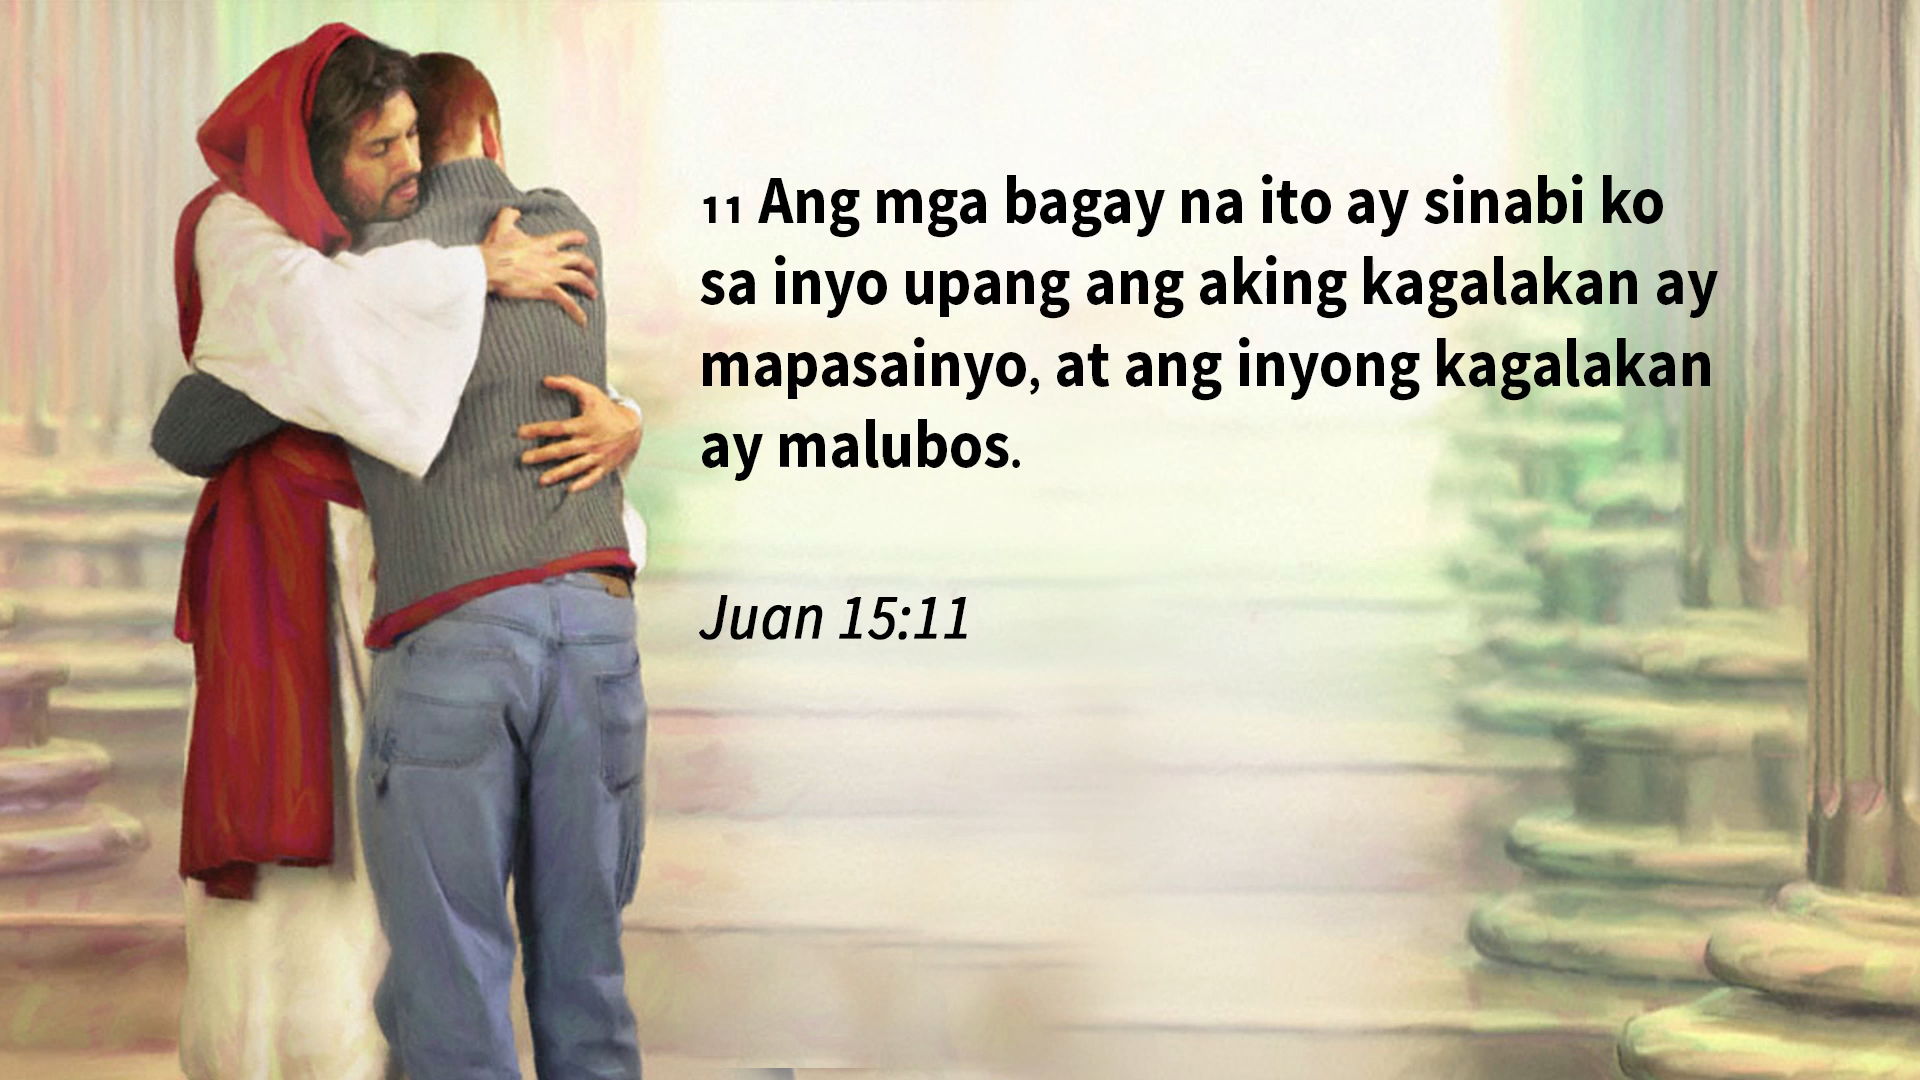 11 Ang mga bagay na ito ay sinabi ko
sa inyo upang ang aking kagalakan ay
mapasainyo, at ang inyong kagalakan
ay malubos.
Juan 15:11